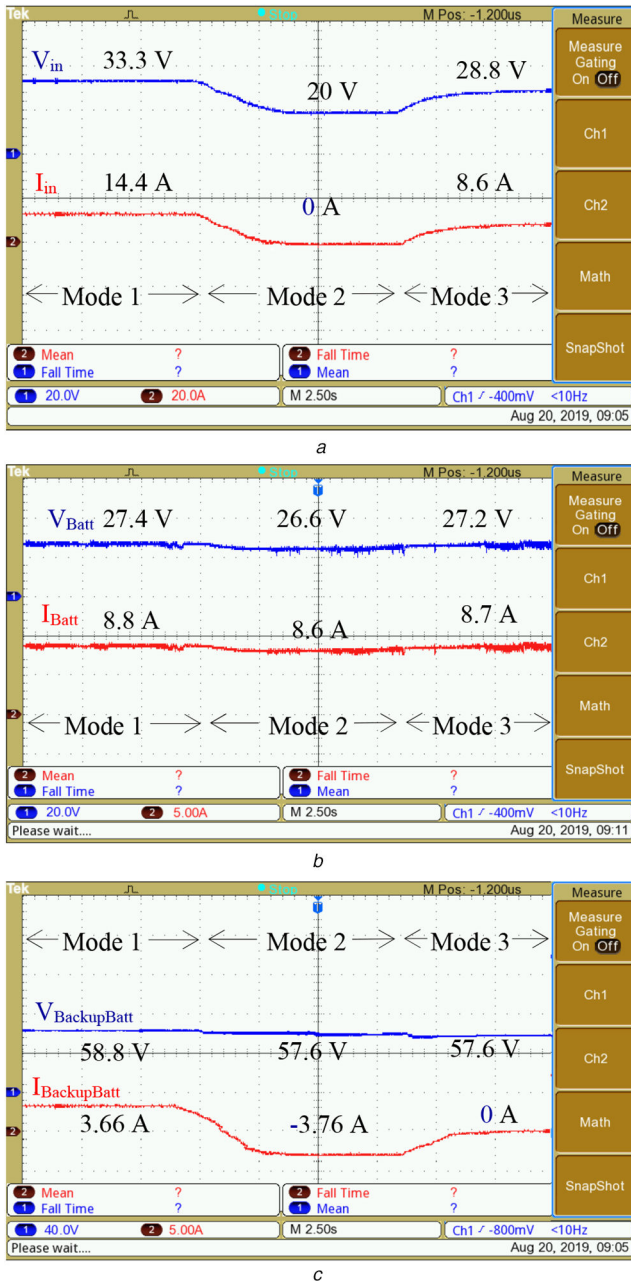 Tek Stop M Pos: -1.200us Measure
Measure
Gating
On Off
Ch1
Ch2
Math
SnapShot
Vin 33.3 V 20 V 28.8 V
1
Iin 14.4 A 0 A 8.6 A
2
Mode 1 Mode 2 Mode 3
2 Mean ? 2 Fall Time ?
1 Fall Time ? 1 Mean ?
1 20.0V 2 20.0A M 2.50s Ch1 -400mV <10Hz
Aug 20, 2019, 09:05
a
Tek Stop M Pos: -1.200us Measure
T
Measure
Gating
On Off
Ch1
Ch2
Math
SnapShot
VBatt 27.4 V 26.6 V 27.2 V
1
IBatt 8.8 A 8.6 A 8.7 A
2
Mode 1 Mode 2 Mode 3
2 Mean ? 2 Fall Time ?
1 Fall Time ? 1 Mean ?
1 20.0V 2 5.00A M 2.50s Ch1 -400mV <10Hz
Please wait.... Aug 20, 2019, 09:11
b
Tek Stop M Pos: -1.200us Measure
T
Measure
Gating
On Off
Ch1
Ch2
Math
SnapShot
Mode 1 Mode 2 Mode 3
VBackupBatt
58.8 V 57.6 V 57.6 V
1
IBackupBatt
3.66 A -3.76 A 0 A
2
2 Mean ? 2 Fall Time ?
1 Fall Time ? 1 Mean ?
1 40.0V 2 5.00A M 2.50s Ch1 -800mV <10Hz
Please wait.... Aug 20, 2019, 09:05
c